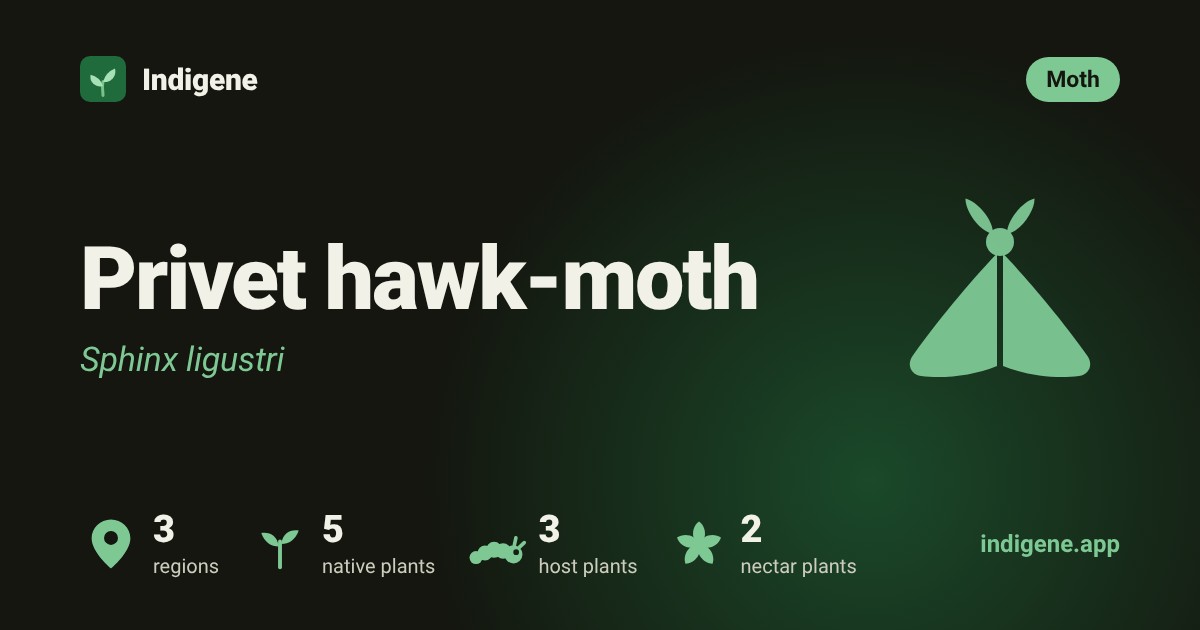 Indigene
Moth
Privet hawk-moth
Sphinx ligustri
3
regions
5
native plants
3
host plants
2
nectar plants
indigene.app